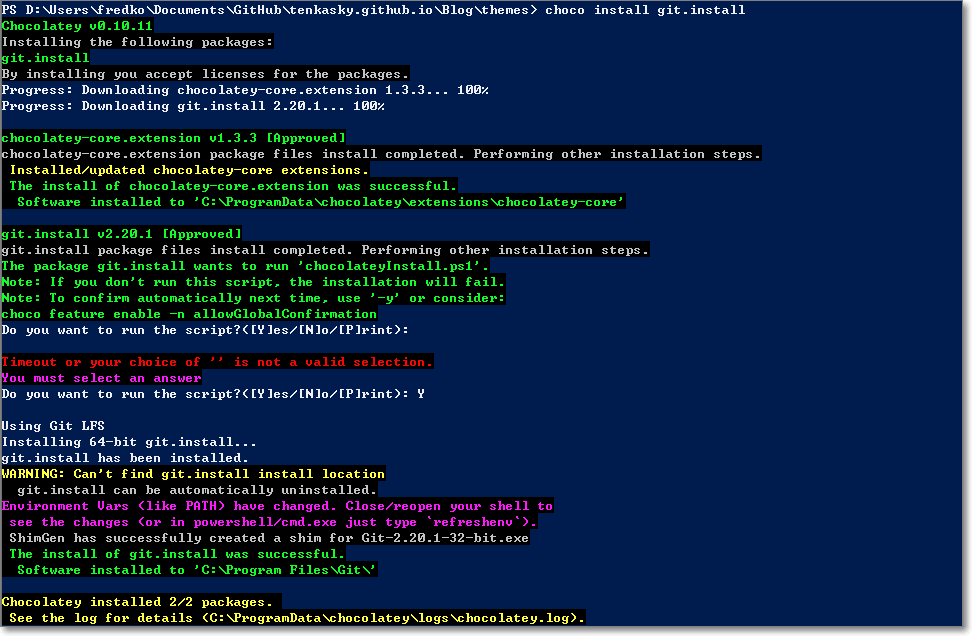 PS D:\Users\fredko\Documents\GitHub\tenkasky.github.io\Blog\themes> choco install git.install
Chocolatey v0.10.11
Installing the following packages:
git.install
By installing you accept licenses for the packages.
Progress: Downloading chocolatey-core.extension 1.3.3... 100%
Progress: Downloading git.install 2.20.1... 100%
chocolatey-core.extension v1.3.3 [Approved]
chocolatey-core.extension package files install completed. Performing other installation steps.
Installed/updated chocolatey-core extensions.
The install of chocolatey-core.extension was successful.
Software installed to 'C:\ProgramData\chocolatey\extensions\chocolatey-core'
git.install v2.20.1 [Approved]
git.install package files install completed. Performing other installation steps.
The package git.install wants to run 'chocolateyInstall.ps1'.
Note: If you don't run this script, the installation will fail.
Note: To confirm automatically next time, use '-y' or consider:
choco feature enable -n allowGlobalConfirmation
Do you want to run the script?([Y]es/[N]o/[P]rint):
Timeout or your choice of '' is not a valid selection.
You must select an answer
Do you want to run the script?([Y]es/[N]o/[P]rint): Y
Using Git LFS
Installing 64-bit git.install...
git.install has been installed.
WARNING: Can't find git.install install location
git.install can be automatically uninstalled.
Environment Vars (like PATH) have changed. Close/reopen your shell to
see the changes (or in powershell/cmd.exe just type `refreshenv`).
ShimGen has successfully created a shim for Git-2.20.1-32-bit.exe
The install of git.install was successful.
Software installed to 'C:\Program Files\Git\'
Chocolatey installed 2/2 packages.
See the log for details (C:\ProgramData\chocolatey\logs\chocolatey.log).